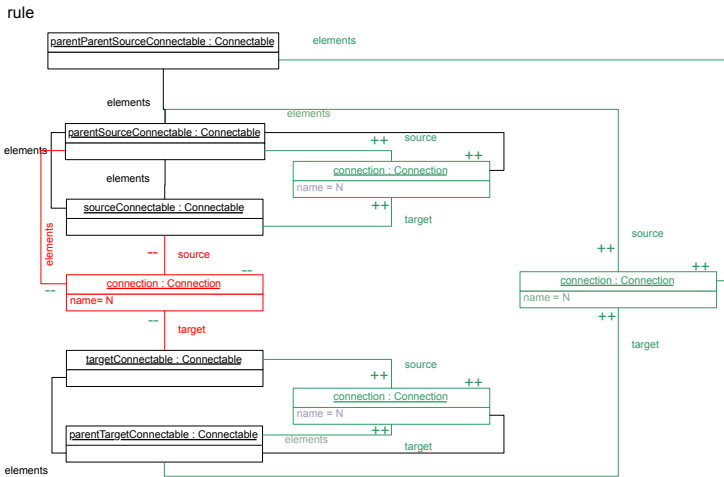 rule
parentParentSourceConnectable : Connectable
elements
elements
elements
parentSourceConnectable : Connectable
++
source
++
elements
connection : Connection
name = N
elements
sourceConnectable : Connectable
++
target
elements
--
source
--
++
source
++
connection : Connection
name= N
--
connection : Connection
name = N
--
target
++
target
targetConnectable : Connectable
source
++
++
connection : Connection
name = N
parentTargetConnectable : Connectable
++
elements
target
elements